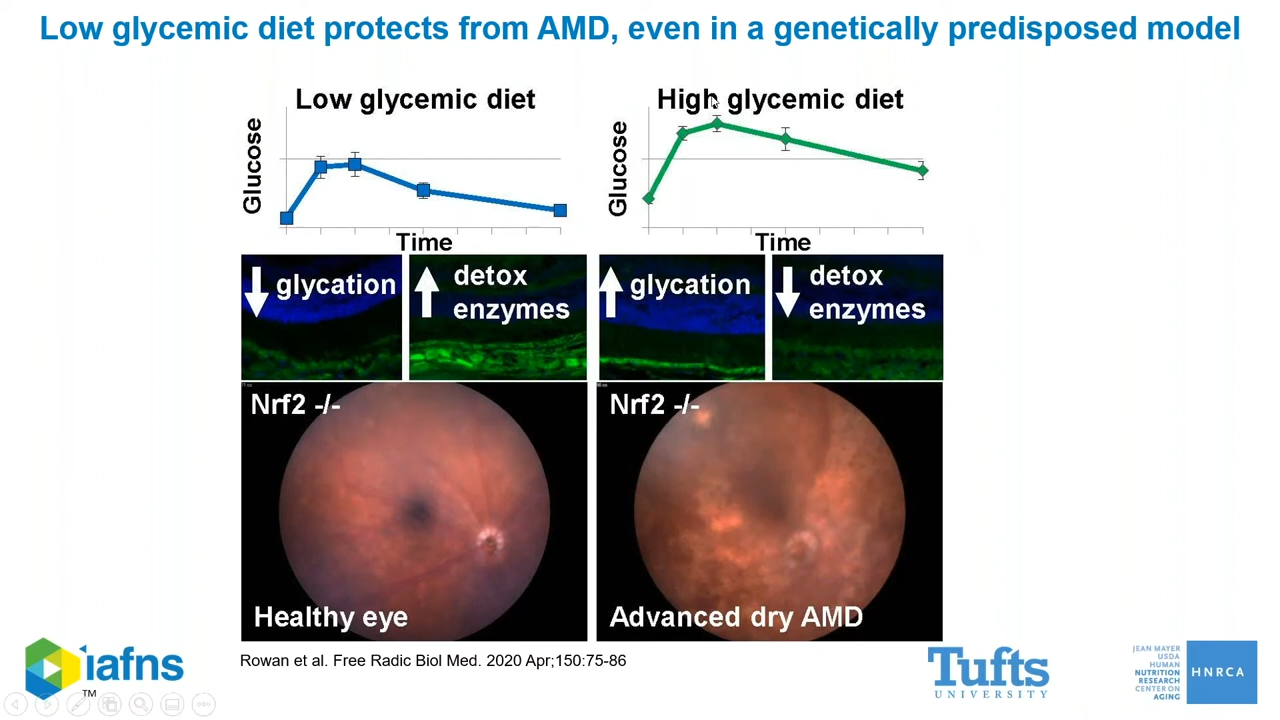 Low glycemic diet protects from AMD, even in a genetically predisposed model
Low glycemic diet
Glucose
Time
High glycemic diet
Glucose
Time
glycation
detox
enzymes
glycation
detox
enzymes
Nrf2 -/-
Healthy eye
Nrf2 -/-
Advanced dry AMD
iafns
TM
Rowan et al. Free Radic Biol Med. 2020 Apr;150:75-86
Tufts
UNIVERSITY
JEAN MAYER
USDA
HUMAN
NUTRITION
RESEARCH
CENTER ON
AGING
HNRCA